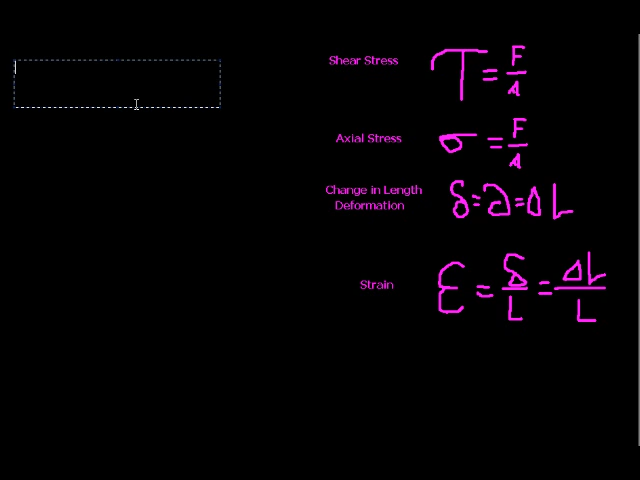 Shear Stress τ = F/A
Axial Stress σ = F/A
Change in Length
Deformation δ = ∂ = ΔL
Strain Ɛ = δ/L = ΔL/L